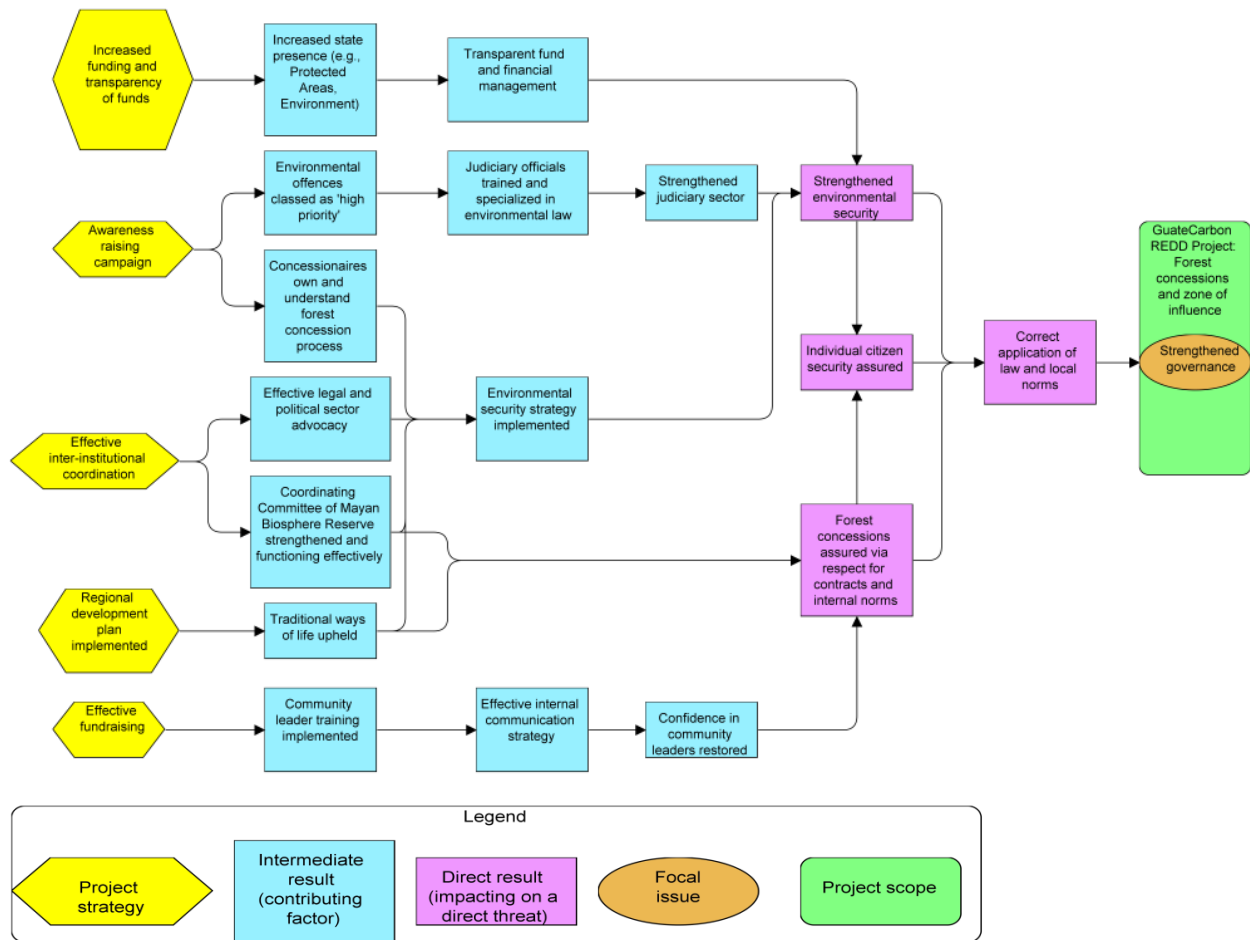 Increased
funding and
transparency
of funds
Increased state
presence (e.g.,
Protected
Areas,
Environment)
Transparent fund
and financial
management
Environmental
offences
classed as 'high
priority'
Judiciary officials
trained and
specialized in
environmental law
Strengthened
judiciary sector
Strengthened
environmental
security
Awareness
raising
campaign
Concessionaires
own and
understand
forest
concession
process
GuateCarbon
REDD Project:
Forest
concessions
and zone of
influence
Individual citizen
security assured
Correct
application of
law and local
norms
Strengthened
governance
Effective legal and
political sector
advocacy
Environmental
security strategy
implemented
Effective
inter-institutional
coordination
Coordinating
Committee of Mayan
Biosphere Reserve
strengthened and
functioning effectively
Forest
concessions
assured via
respect for
contracts and
internal norms
Regional
development
plan
implemented
Traditional ways
of life upheld
Effective
fundraising
Community
leader training
implemented
Effective internal
communication
strategy
Confidence in
community
leaders restored
Legend
Project
strategy
Intermediate
result
(contributing
factor)
Direct result
(impacting on a
direct threat)
Focal
issue
Project scope